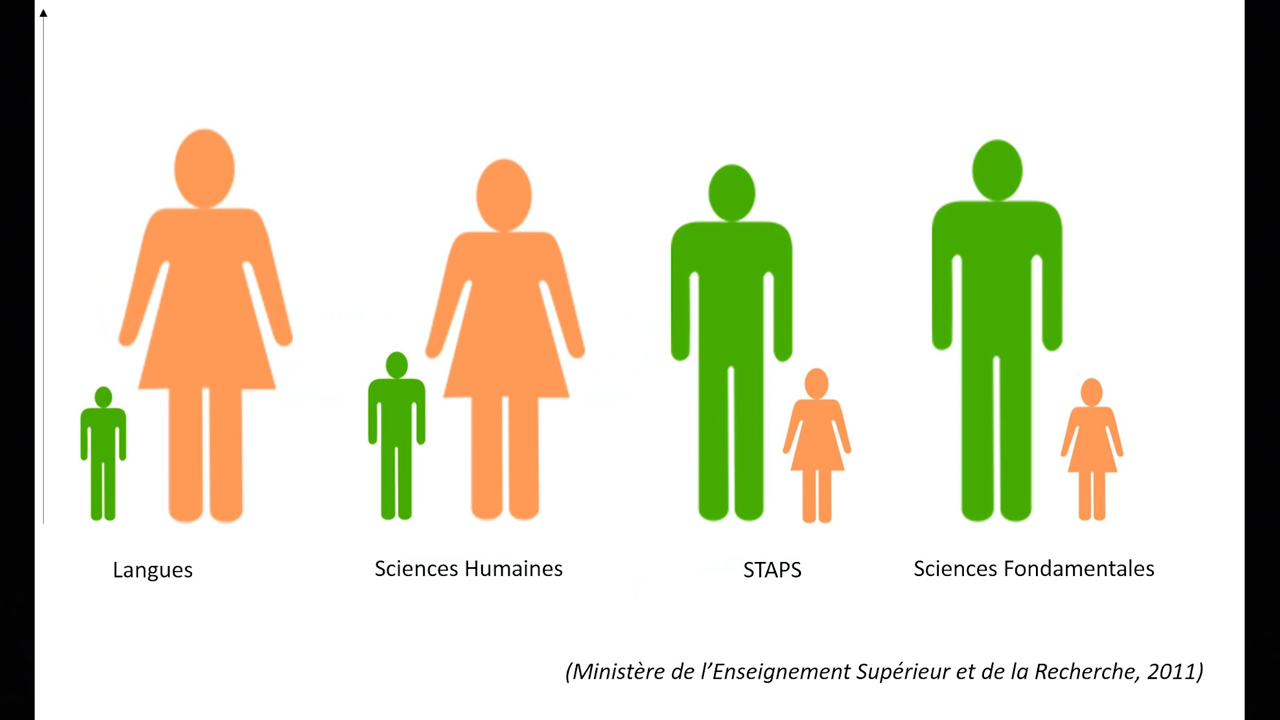 Langues
Sciences Humaines
STAPS
Sciences Fondamentales
(Ministère de l’Enseignement Supérieur et de la Recherche, 2011)